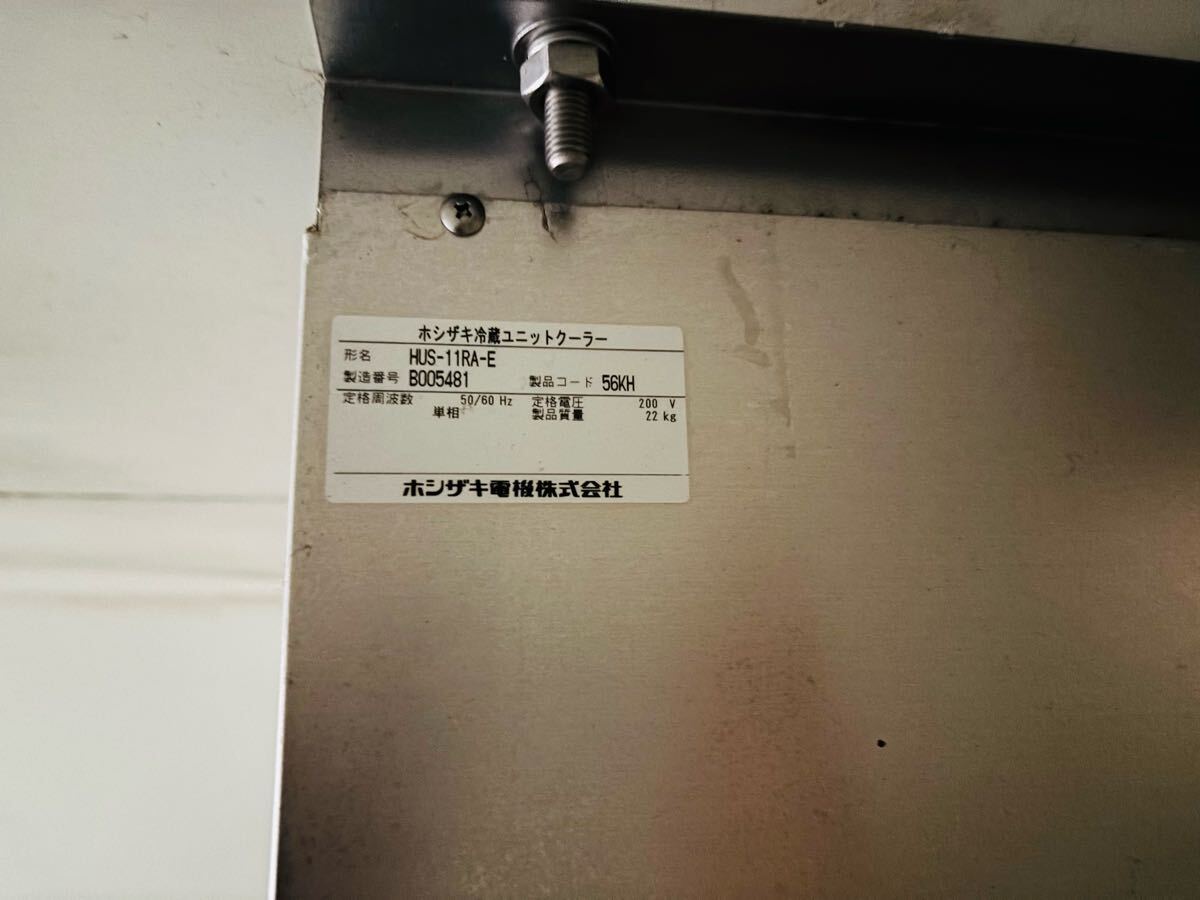 ホシザキ冷蔵ユニットクーラー
形名 HUS-11RA-E
製造番号 B005481 製品コード 56KH
定格周波数 50/60 Hz 定格電圧 200 V
単相 製品質量 22 kg
ホシザキ電機株式会社